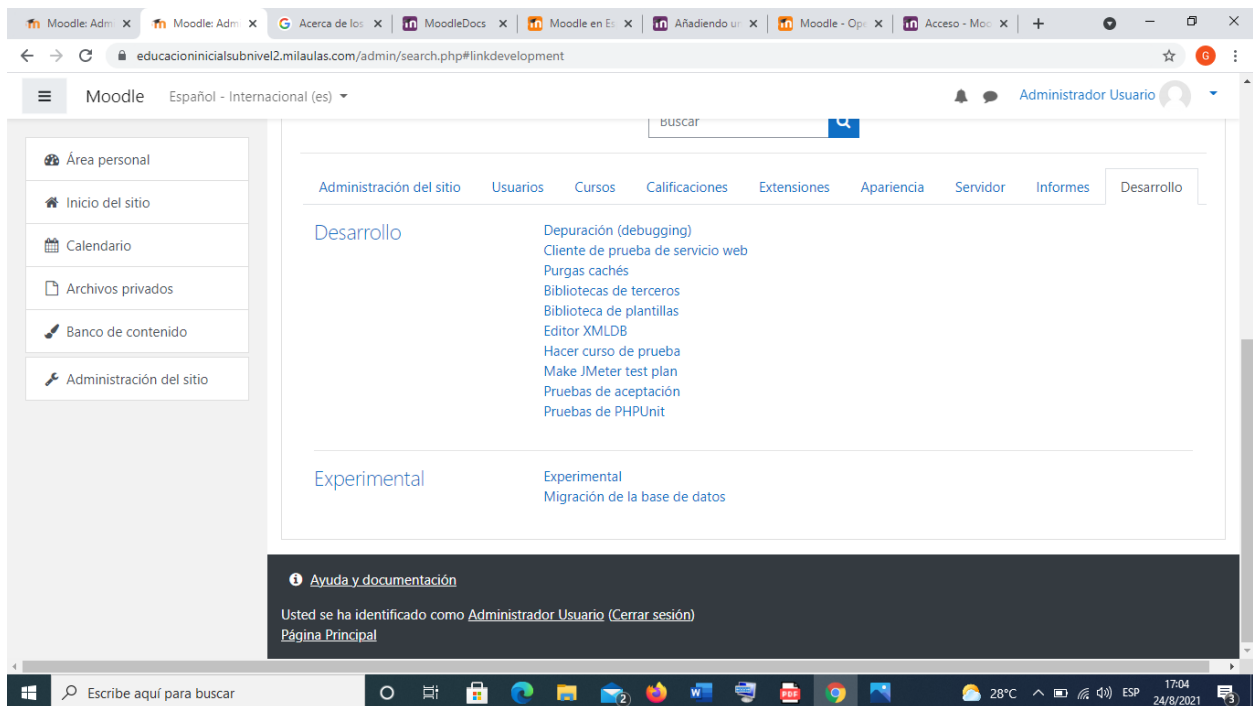 Moodle: Adm
Moodle: Adm
Acerca de los
MoodleDocs
Moodle en Es
Añadiendo un
Moodle - Ope
Acceso - Moo
educacioninicialsubnivel2.milaulas.com/admin/search.php#linkdevelopment
G
Moodle
Español - Internacional (es)
Administrador Usuario
Buscar
Área personal
Inicio del sitio
Calendario
Archivos privados
Banco de contenido
Administración del sitio
Administración del sitio Usuarios Cursos Calificaciones Extensiones Apariencia Servidor Informes Desarrollo
Desarrollo
Depuración (debugging)
Cliente de prueba de servicio web
Purgas cachés
Bibliotecas de terceros
Biblioteca de plantillas
Editor XMLDB
Hacer curso de prueba
Make JMeter test plan
Pruebas de aceptación
Pruebas de PHPUnit
Experimental
Experimental
Migración de la base de datos
Ayuda y documentación
Usted se ha identificado como Administrador Usuario (Cerrar sesión)
Página Principal
Escribe aquí para buscar
2
W
PDF
28°C
ESP
17:04
24/8/2021
3